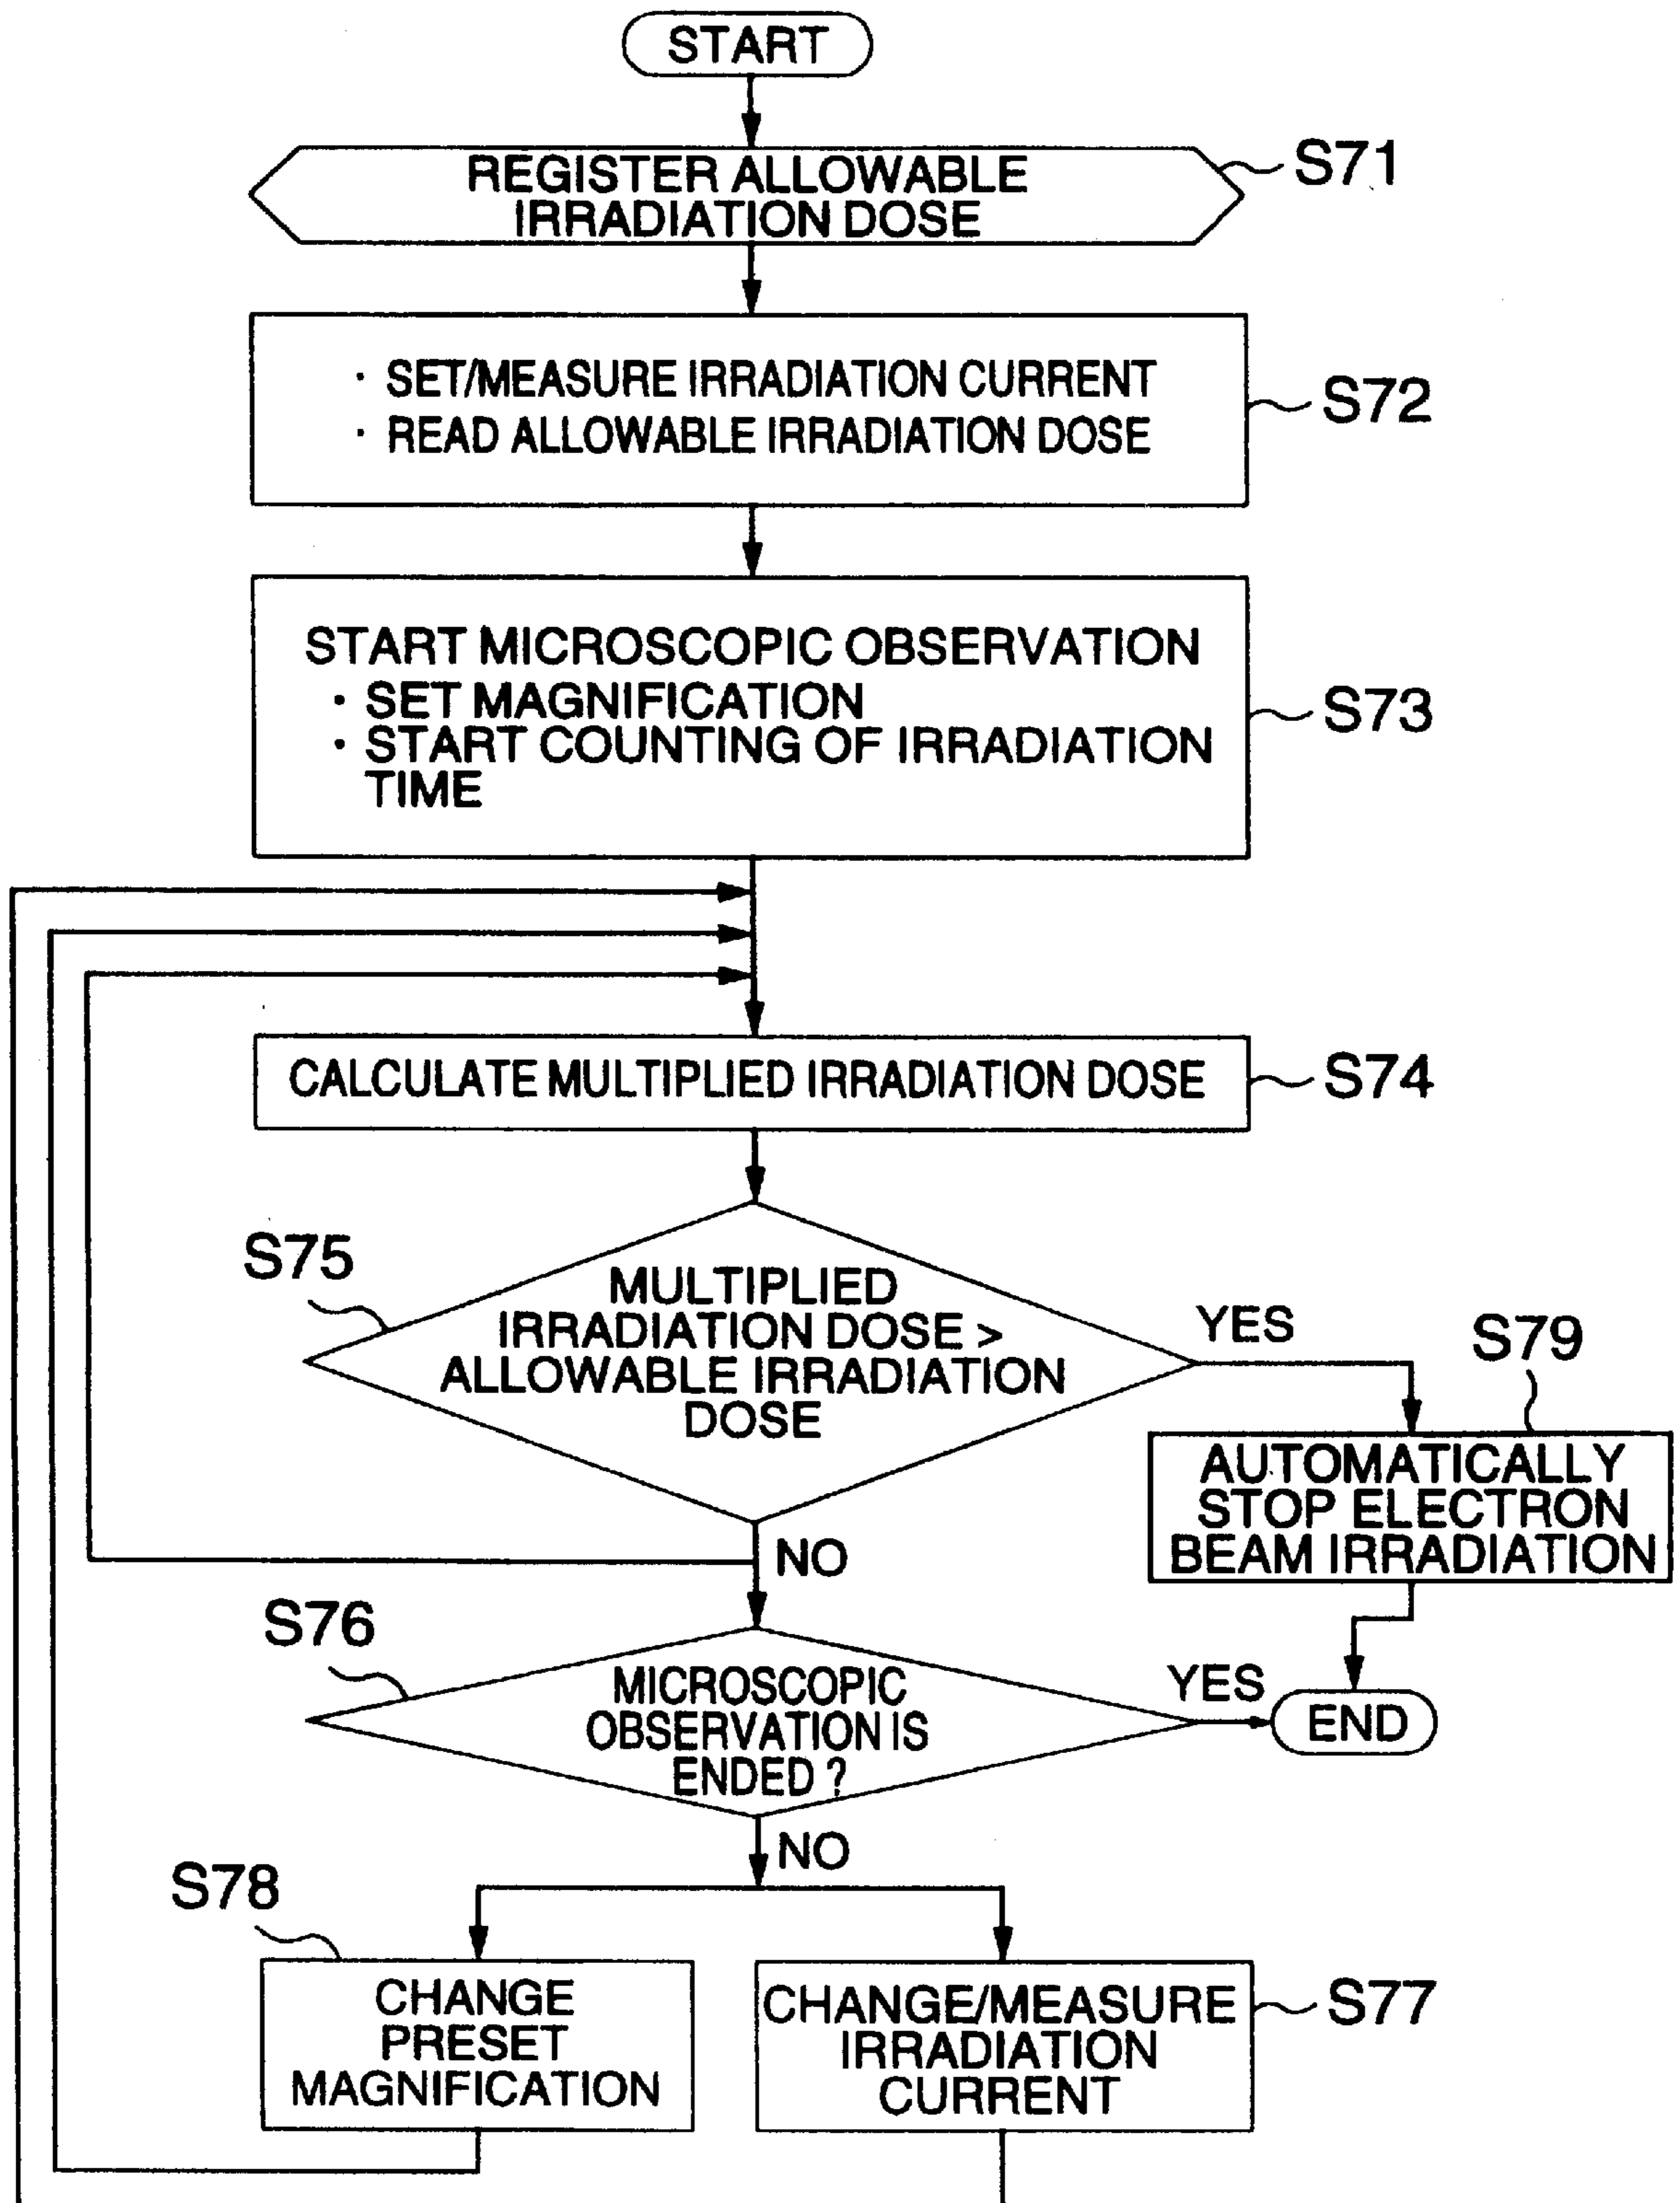 START
REGISTER ALLOWABLE
IRRADIATION DOSE
S71
· SET/MEASURE IRRADIATION CURRENT
· READ ALLOWABLE IRRADIATION DOSE
S72
START MICROSCOPIC OBSERVATION
· SET MAGNIFICATION
· START COUNTING OF IRRADIATION
TIME
S73
CALCULATE MULTIPLIED IRRADIATION DOSE
S74
S75
MULTIPLIED
IRRADIATION DOSE >
ALLOWABLE IRRADIATION
DOSE
YES
S79
AUTOMATICALLY
STOP ELECTRON
BEAM IRRADIATION
NO
S76
MICROSCOPIC
OBSERVATION IS
ENDED ?
YES
END
NO
S78
CHANGE
PRESET
MAGNIFICATION
CHANGE/MEASURE
IRRADIATION
CURRENT
S77